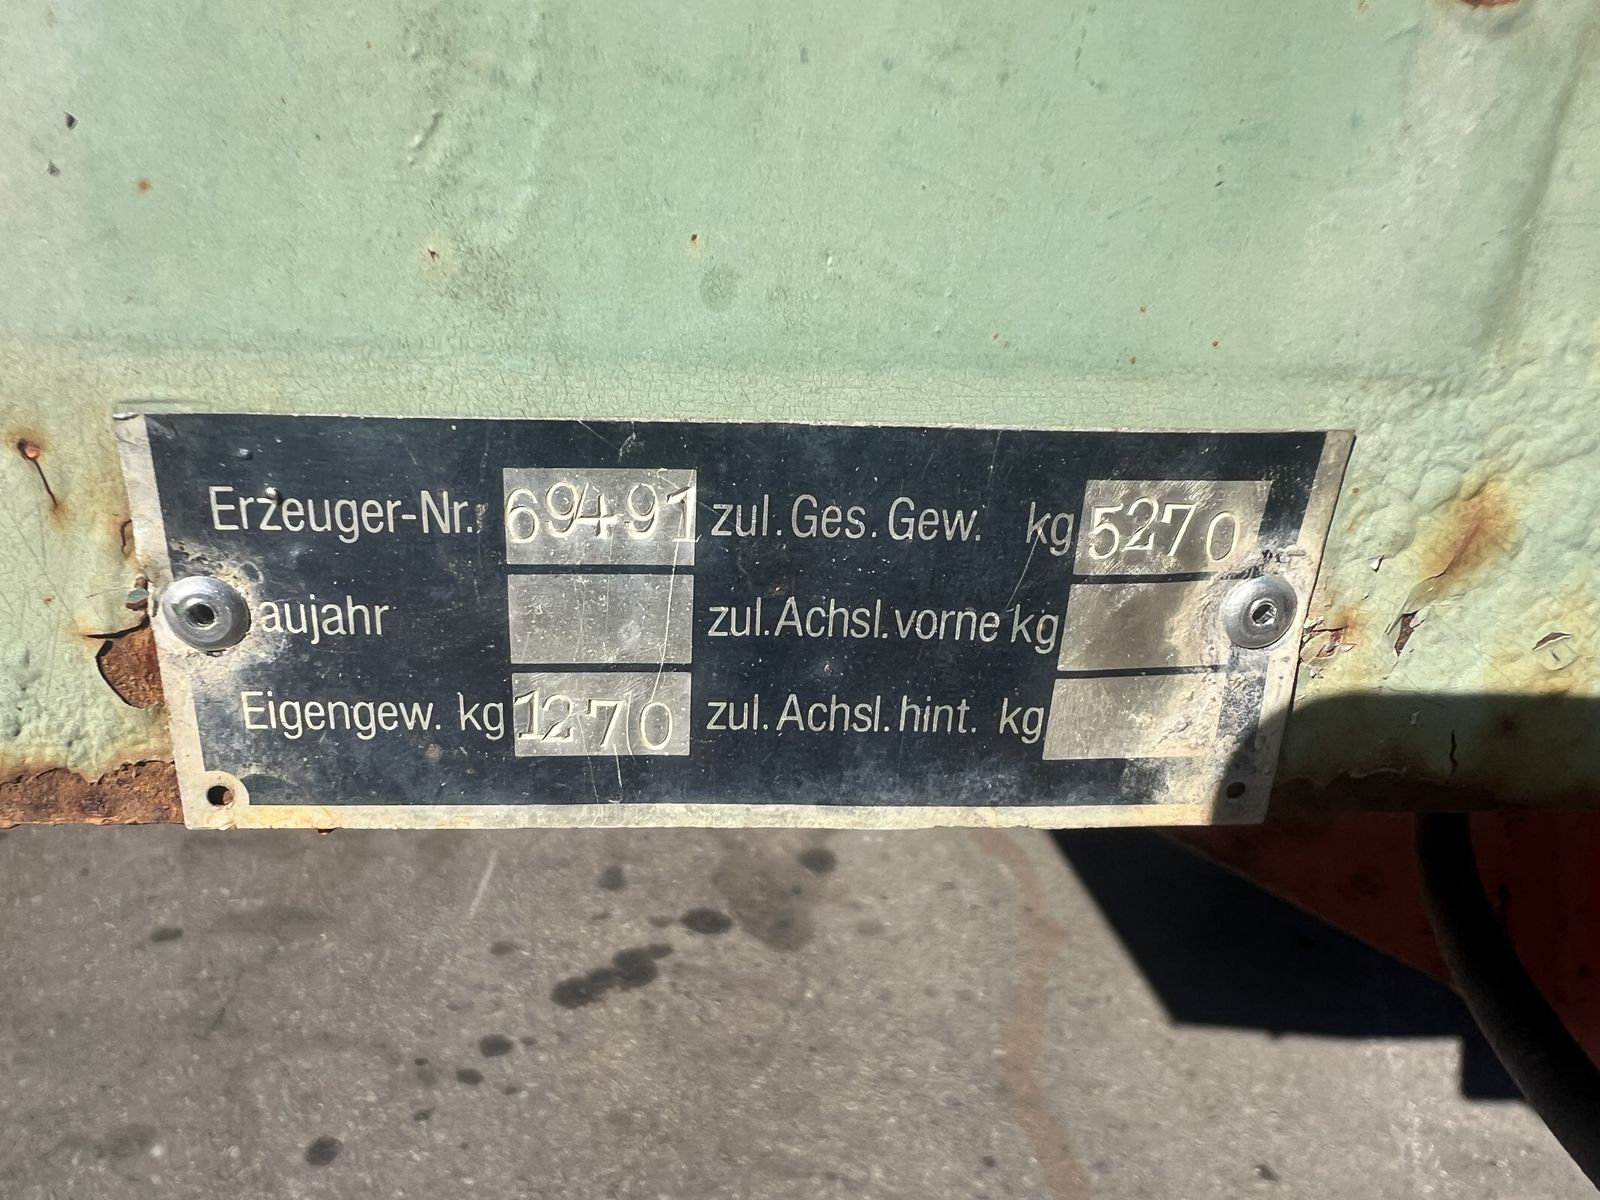 Erzeuger-Nr. 69491 zul. Ges. Gew. kg 5270
aujahr zul. Achsl. vorne kg
Eigengew. kg 1270 zul. Achsl. hint. kg